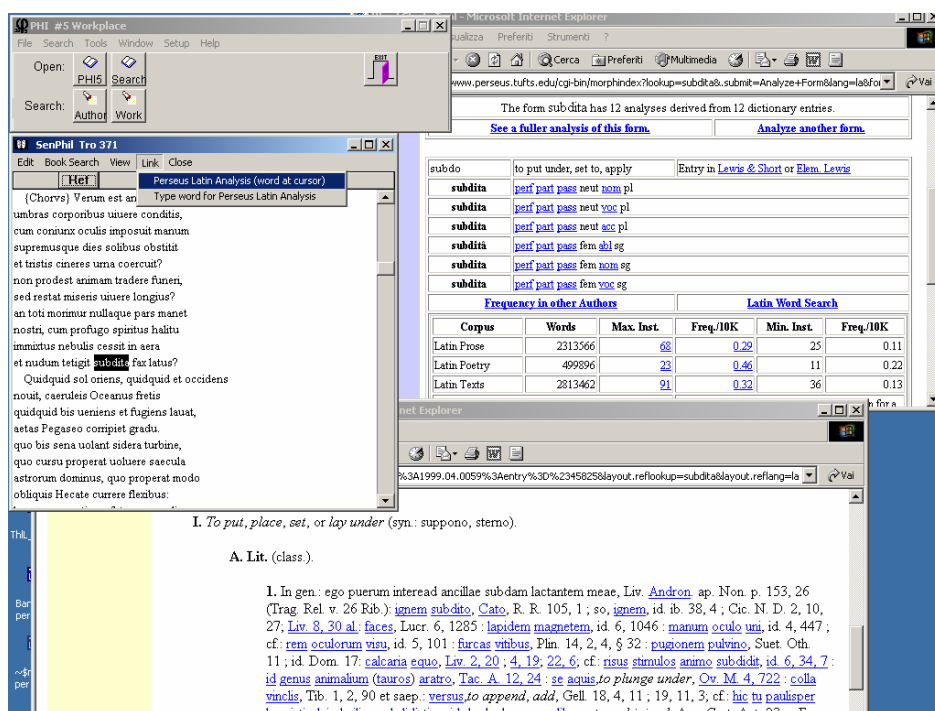 PHI #5 Workplace
File Search Tools Window Setup Help
Open:
PHI5 Search
EXIT
Search:
Author Work
- Microsoft Internet Explorer
Preferiti Strumenti ?
Cerca Preferiti Multimedia
www.perseus.tufts.edu/cgi-bin/morphindex?lookup=subdita&.submit=Analyze+Form&lang=la&for
Vai
The form subdita has 12 analyses derived from 12 dictionary entries.
See a fuller analysis of this form. Analyze another form.
subdo to put under, set to, apply Entry in Lewis & Short or Elem. Lewis
subdita perf part pass neut nom pl
subdita perf part pass neut voc pl
subdita perf part pass neut acc pl
subditā perf part pass fem abl sg
subdita perf part pass fem nom sg
subdita perf part pass fem voc sg
Frequency in other Authors Latin Word Search
Corpus Words Max. Inst. Freq./10K Min. Inst. Freq./10K
Latin Prose 2313566 68 0.29 25 0.11
Latin Poetry 499896 23 0.46 11 0.22
Latin Texts 2813462 91 0.32 36 0.13
SenPhil Tro 371
Edit Book Search View Link Close
Ref
Perseus Latin Analysis (word at cursor)
Type word for Perseus Latin Analysis
{Chorvs} Verum est an
umbras corporibus uiuere conditis,
cum coniunx oculis imposuit manum
supremusque dies solibus obstitit
et tristis cineres urna coercuit?
non prodest animam tradere funeri,
sed restat miseris uiuere longius?
an toti morimur nullaque pars manet
nostri, cum profugo spiritus halitu
immixtus nebulis cessit in aera
et nudum tetigit subdita fax latus?
Quidquid sol oriens, quidquid et occidens
nouit, caeruleis Oceanus fretis
quidquid bis ueniens et fugiens lauat,
aetas Pegaseo corripiet gradu.
quo bis sena uolant sidera turbine,
quo cursu properat uoluere saecula
astrorum dominus, quo properat modo
obliquis Hecate currere flexibus:
net Explorer
%3A1999.04.0059%3Aentry%3D%2345825&layout.reflookup=subdita&layout.reflang=la
Vai
I. To put, place, set, or lay under (syn.: suppono, sterno).
A. Lit. (class.).
1. In gen.: ego puerum interead ancillae subdam lactantem meae, Liv. Andron. ap. Non. p. 153, 26
(Trag. Rel. v. 26 Rib.): ignem subdito, Cato, R. R. 105, 1 ; so, ignem, id. ib. 38, 4 ; Cic. N. D. 2, 10,
27; Liv. 8, 30 al.: faces, Lucr. 6, 1285 : lapidem magnetem, id. 6, 1046 : manum oculo uni, id. 4, 447 ;
cf.: rem oculorum visu, id. 5, 101 : furcas vitibus, Plin. 14, 2, 4, § 32 : pugionem pulvino, Suet. Oth.
11 ; id. Dom. 17: calcaria equo, Liv. 2, 20 ; 4, 19; 22, 6; cf.: risus stimulos animo subdidit, id. 6, 34, 7 :
id genus animalium (tauros) aratro, Tac. A. 12, 24 : se aquis,to plunge under, Ov. M. 4, 722 : colla
vinclis, Tib. 1, 2, 90 et saep.: versus,to append, add, Gell. 18, 4, 11 ; 19, 11, 3; cf.: hic tu paulisper